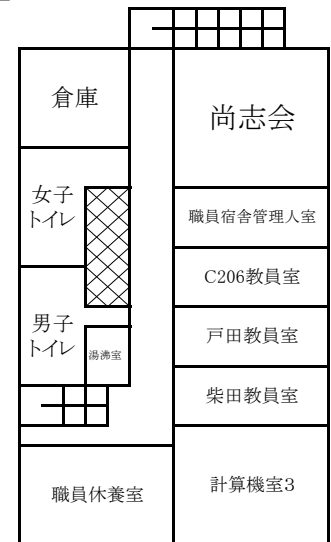 倉庫
尚志会
女子
トイレ
職員宿舎管理人室
C206教員室
男子
トイレ
湯沸室
戸田教員室
柴田教員室
職員休養室
計算機室3